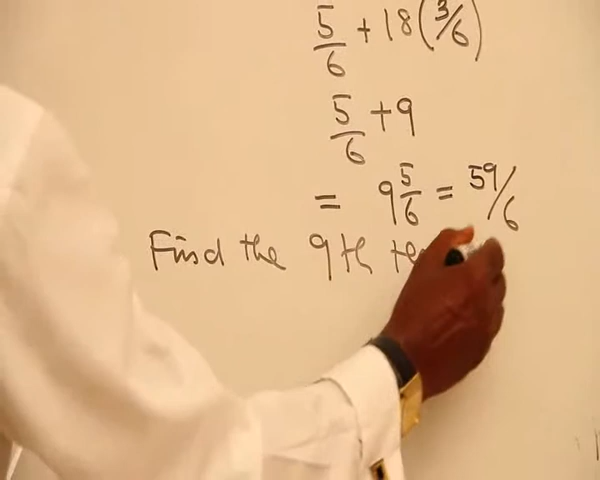 5/6 + 18(3/6)
5/6 + 9
= 9 5/6 = 59/6
Find the 9th